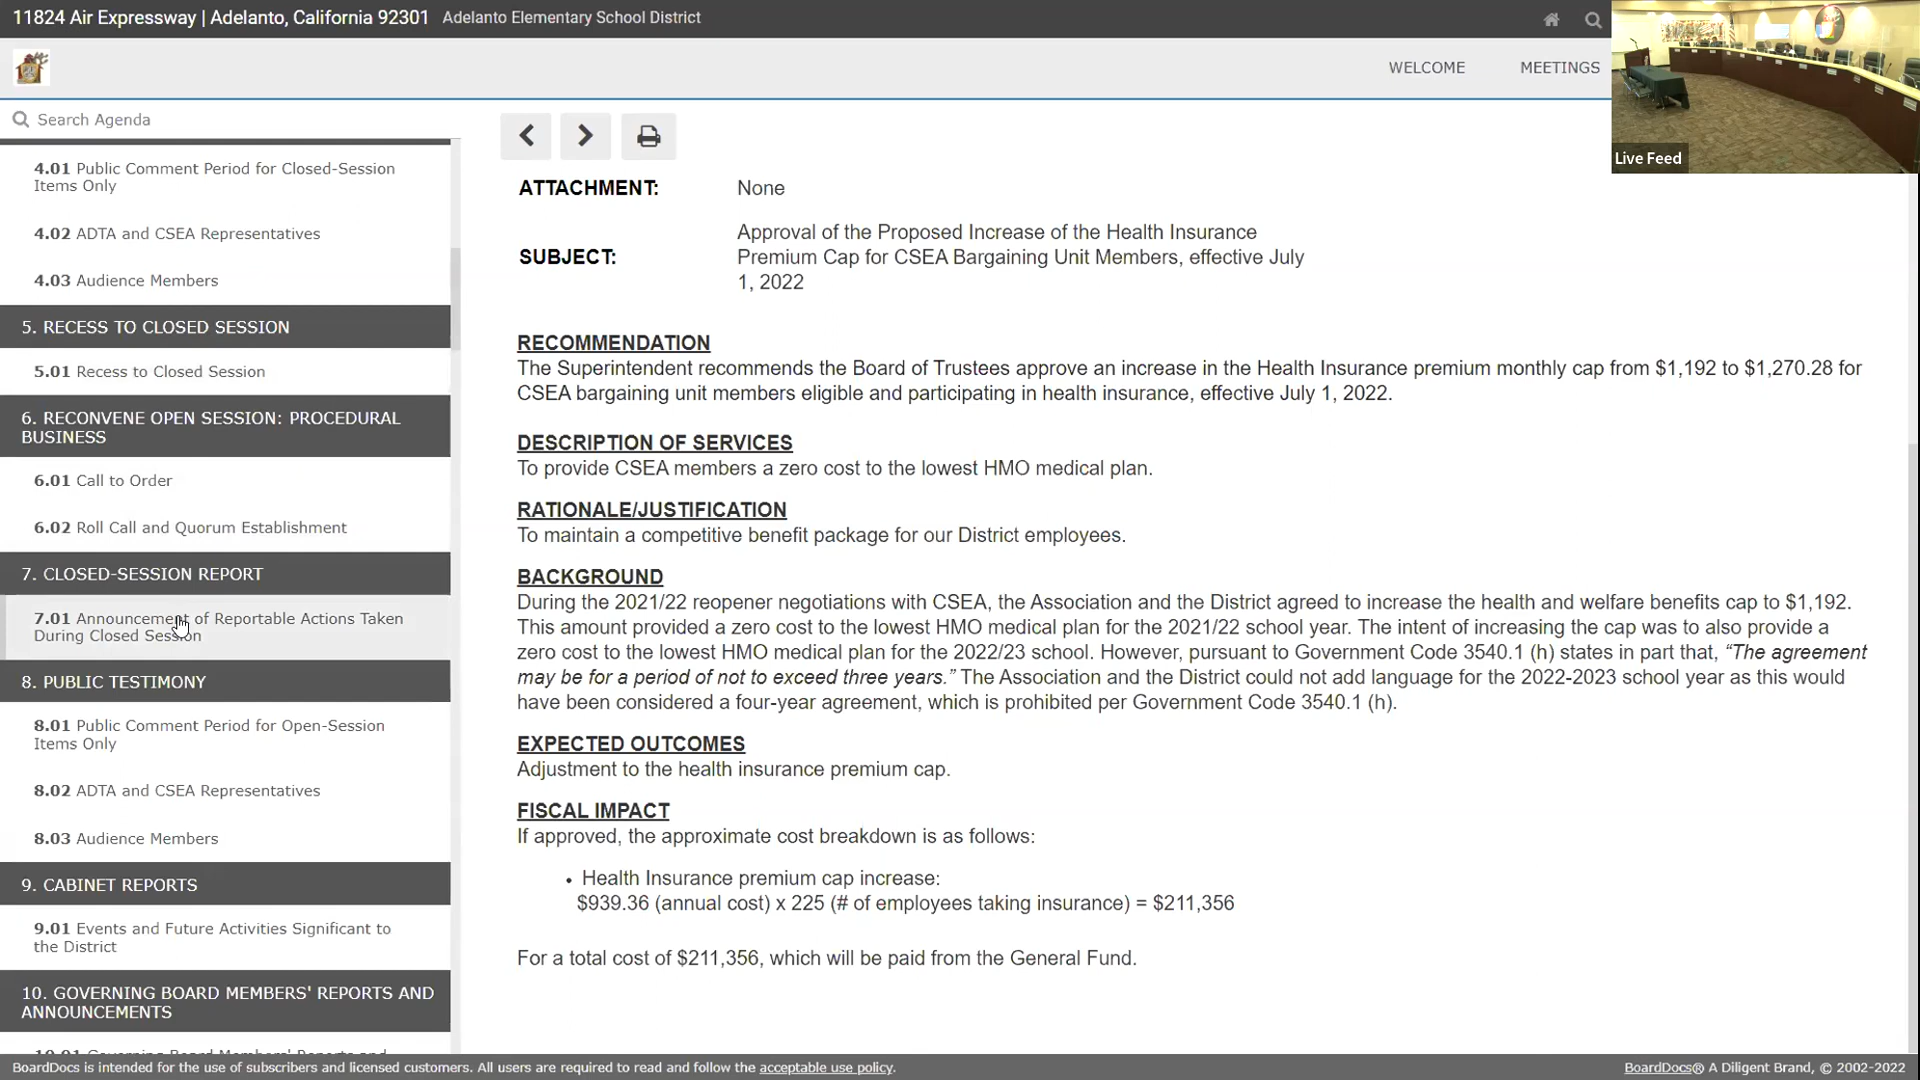 11824 Air Expressway | Adelanto, California 92301 Adelanto Elementary School District
WELCOME MEETINGS
Live Feed
Search Agenda
4.01 Public Comment Period for Closed-Session
Items Only
4.02 ADTA and CSEA Representatives
4.03 Audience Members
5. RECESS TO CLOSED SESSION
5.01 Recess to Closed Session
6. RECONVENE OPEN SESSION: PROCEDURAL
BUSINESS
6.01 Call to Order
6.02 Roll Call and Quorum Establishment
7. CLOSED-SESSION REPORT
7.01 Announcement of Reportable Actions Taken
During Closed Session
8. PUBLIC TESTIMONY
8.01 Public Comment Period for Open-Session
Items Only
8.02 ADTA and CSEA Representatives
8.03 Audience Members
9. CABINET REPORTS
9.01 Events and Future Activities Significant to
the District
10. GOVERNING BOARD MEMBERS' REPORTS AND
ANNOUNCEMENTS
10.01 Governing Board Members' Reports and
ATTACHMENT: None
SUBJECT: Approval of the Proposed Increase of the Health Insurance
Premium Cap for CSEA Bargaining Unit Members, effective July
1, 2022
RECOMMENDATION
The Superintendent recommends the Board of Trustees approve an increase in the Health Insurance premium monthly cap from $1,192 to $1,270.28 for
CSEA bargaining unit members eligible and participating in health insurance, effective July 1, 2022.
DESCRIPTION OF SERVICES
To provide CSEA members a zero cost to the lowest HMO medical plan.
RATIONALE/JUSTIFICATION
To maintain a competitive benefit package for our District employees.
BACKGROUND
During the 2021/22 reopener negotiations with CSEA, the Association and the District agreed to increase the health and welfare benefits cap to $1,192.
This amount provided a zero cost to the lowest HMO medical plan for the 2021/22 school year. The intent of increasing the cap was to also provide a
zero cost to the lowest HMO medical plan for the 2022/23 school. However, pursuant to Government Code 3540.1 (h) states in part that, “The agreement
may be for a period of not to exceed three years.” The Association and the District could not add language for the 2022-2023 school year as this would
have been considered a four-year agreement, which is prohibited per Government Code 3540.1 (h).
EXPECTED OUTCOMES
Adjustment to the health insurance premium cap.
FISCAL IMPACT
If approved, the approximate cost breakdown is as follows:
• Health Insurance premium cap increase:
$939.36 (annual cost) x 225 (# of employees taking insurance) = $211,356
For a total cost of $211,356, which will be paid from the General Fund.
BoardDocs is intended for the use of subscribers and licensed customers. All users are required to read and follow the acceptable use policy.
BoardDocs® A Diligent Brand, © 2002-2022